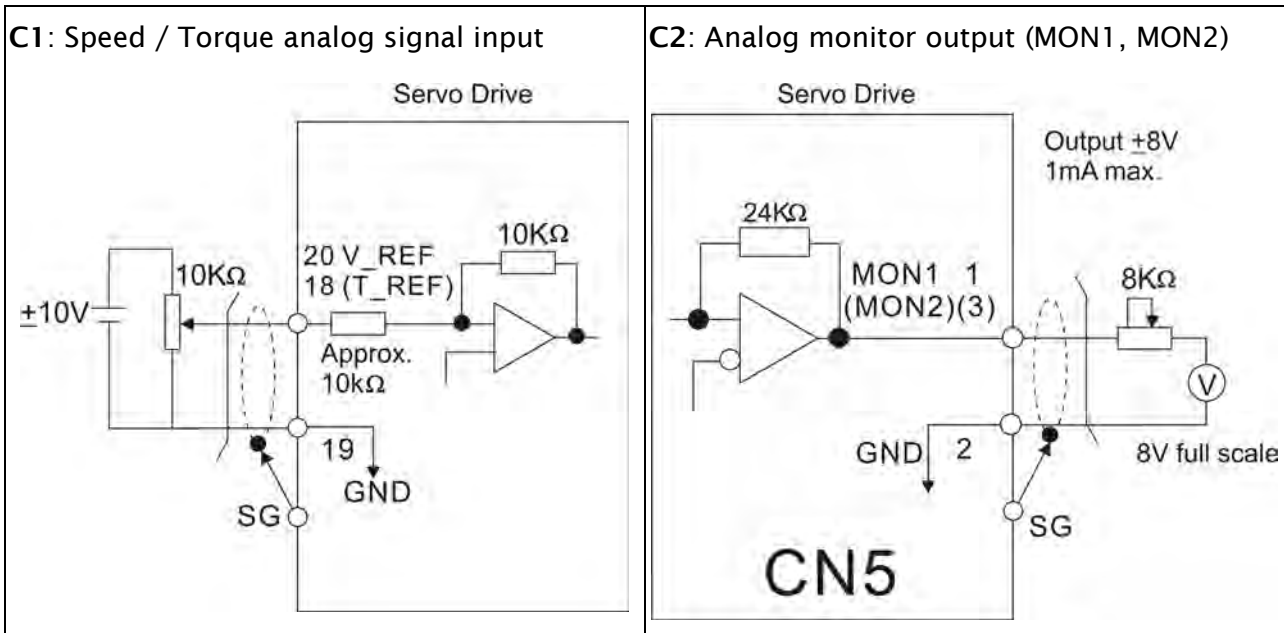 C1: Speed / Torque analog signal input
Servo Drive
20 V_REF
18 (T_REF)
10KΩ
10KΩ
±10V
Approx.
10kΩ
19
GND
SG
C2: Analog monitor output (MON1, MON2)
Servo Drive
Output ±8V
1mA max.
24KΩ
MON1 1
(MON2)(3)
8KΩ
V
GND 2
8V full scale
SG
CN5